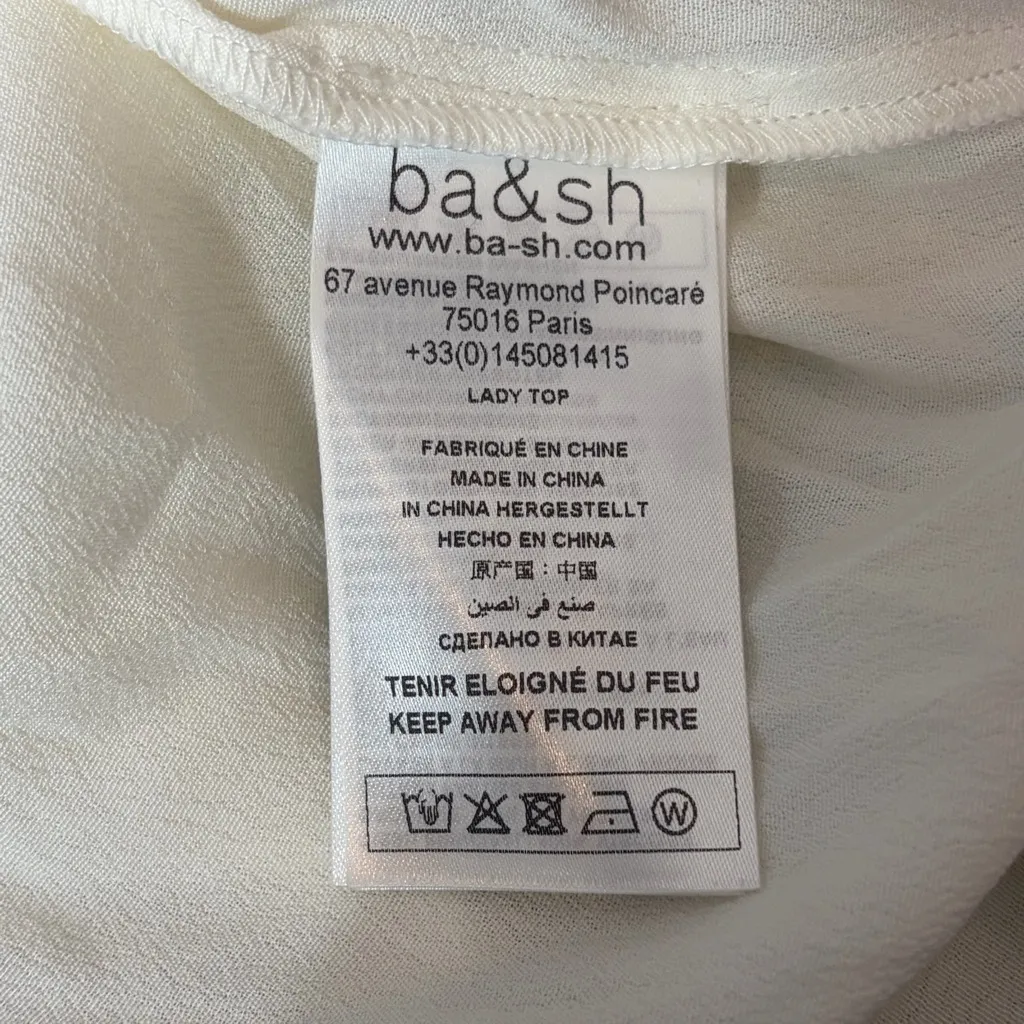 ba&sh
www.ba-sh.com
67 avenue Raymond Poincaré
75016 Paris
+33(0)145081415
LADY TOP
FABRIQUÉ EN CHINE
MADE IN CHINA
IN CHINA HERGESTELLT
HECHO EN CHINA
原产国：中国
صنع في الصين
СДЕЛАНО В КИТАЕ
TENIR ELOIGNÉ DU FEU
KEEP AWAY FROM FIRE
W